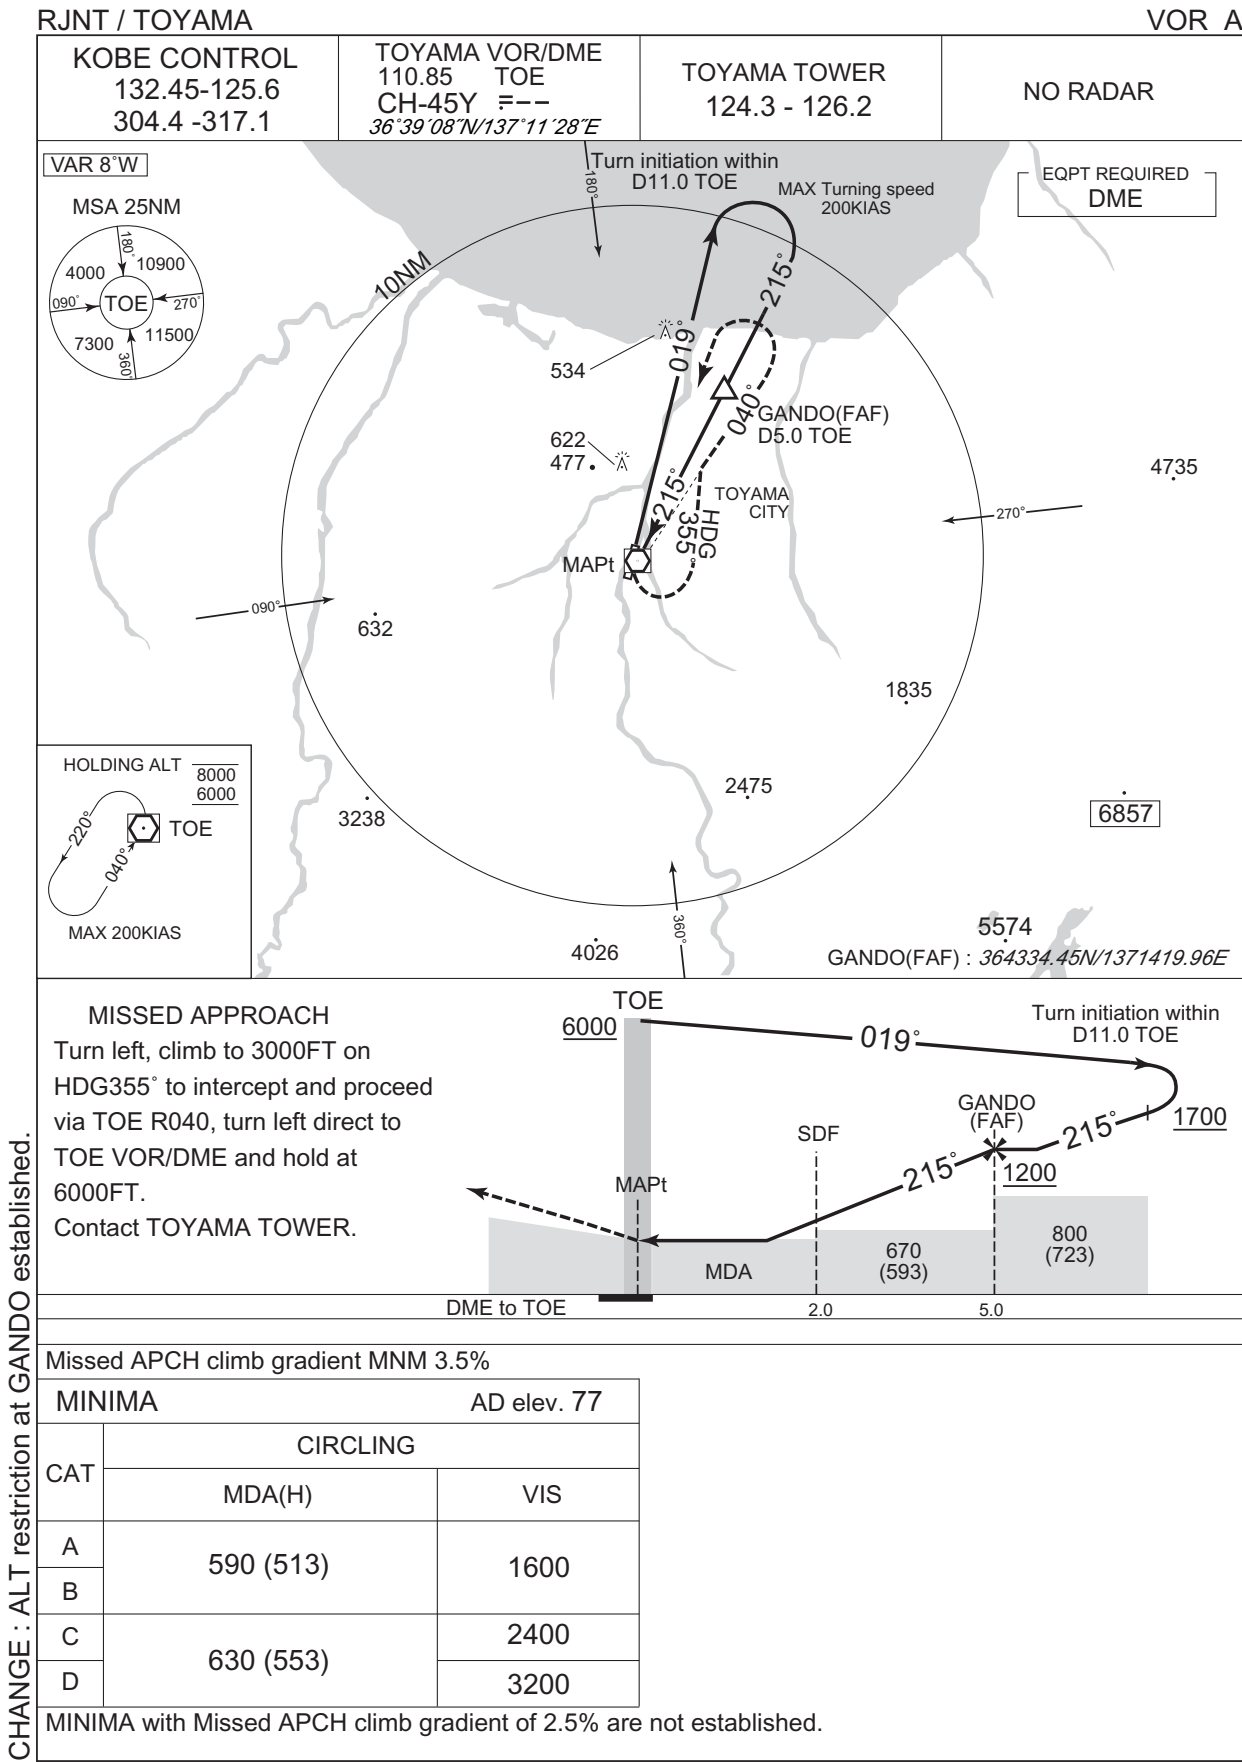 RJNT / TOYAMA
VOR A
KOBE CONTROL
132.45-125.6
304.4 -317.1
TOYAMA VOR/DME
110.85 TOE
CH-45Y
36°39′08″N/137°11′28″E
TOYAMA TOWER
124.3 - 126.2
NO RADAR
VAR 8°W
MSA 25NM
180°
4000
10900
090°
TOE
270°
7300
11500
360°
Turn initiation within
D11.0 TOE
180°
MAX Turning speed
200KIAS
EQPT REQUIRED
DME
10NM
215°
019°
534
040°
GANDO(FAF)
D5.0 TOE
622
477
4735
215°
TOYAMA
CITY
HDG
355°
270°
MAPt
090°
632
1835
2475
3238
6857
HOLDING ALT
8000
6000
220°
040°
TOE
MAX 200KIAS
360°
4026
5574
GANDO(FAF) : 364334.45N/1371419.96E
MISSED APPROACH
Turn left, climb to 3000FT on
HDG355° to intercept and proceed
via TOE R040, turn left direct to
TOE VOR/DME and hold at
6000FT.
Contact TOYAMA TOWER.
TOE
6000
019°
Turn initiation within
D11.0 TOE
GANDO
(FAF)
1700
215°
SDF
215°
1200
MAPt
800
(723)
670
(593)
MDA
DME to TOE
2.0
5.0
Missed APCH climb gradient MNM 3.5%
MINIMA
AD elev. 77
CAT
CIRCLING
MDA(H)
VIS
A
590 (513)
1600
B
C
630 (553)
2400
D
3200
MINIMA with Missed APCH climb gradient of 2.5% are not established.
CHANGE : ALT restriction at GANDO established.